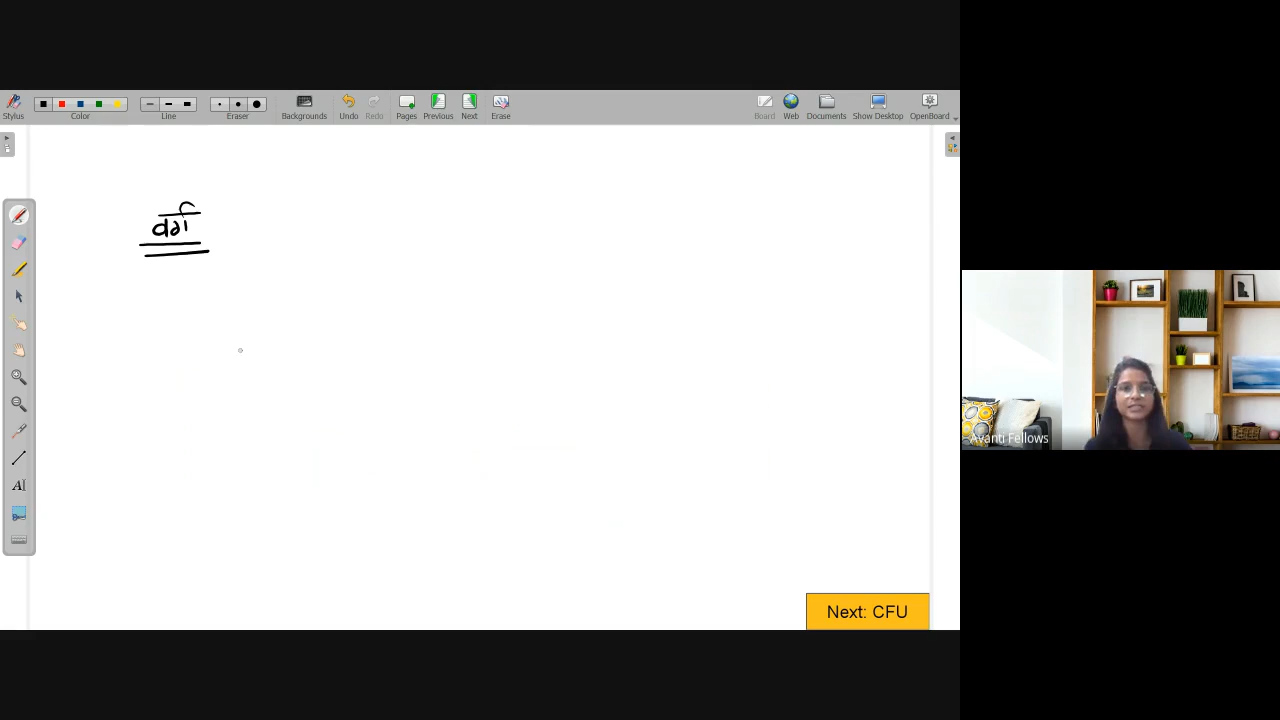 Stylus
Color
Line
Eraser
Backgrounds
Undo
Redo
Pages
Previous
Next
Erase
Board
Web
Documents
Show Desktop
OpenBoard
वर्ग
A
Avanti Fellows
Next: CFU